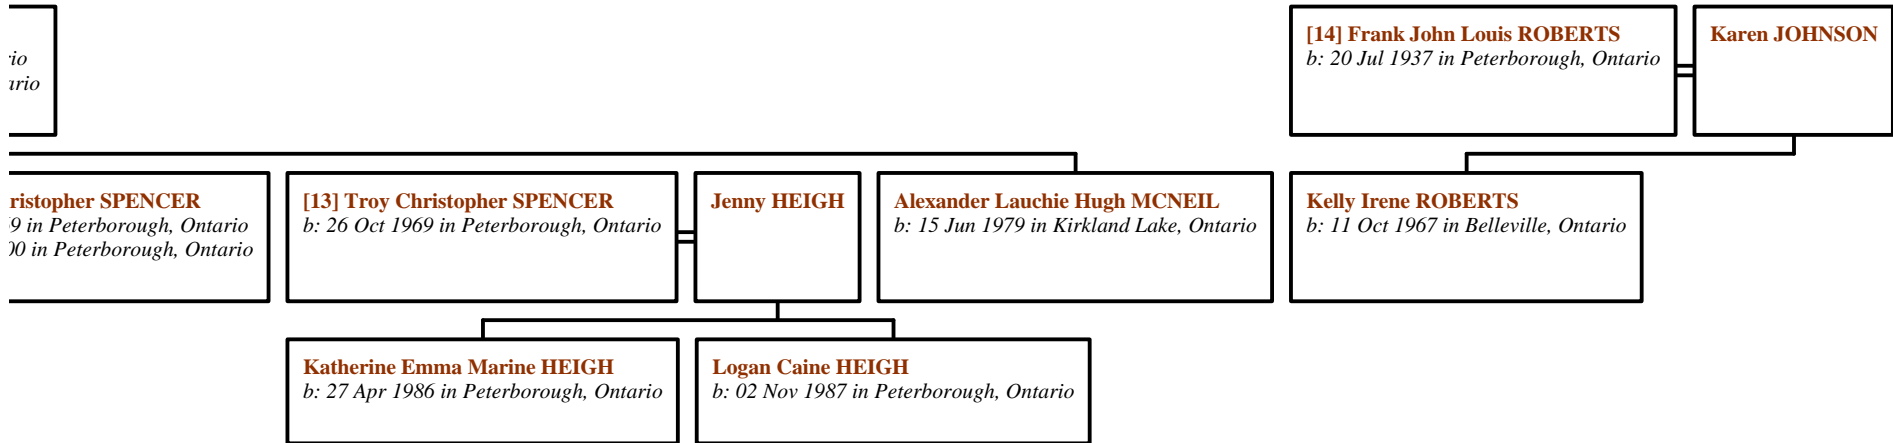 [14] Frank John Louis ROBERTS
b: 20 Jul 1937 in Peterborough, Ontario
Karen JOHNSON
SPENCER
in Peterborough, Ontario
in Peterborough, Ontario
[13] Troy Christopher SPENCER
b: 26 Oct 1969 in Peterborough, Ontario
Jenny HEIGH
Alexander Lauchie Hugh MCNEIL
b: 15 Jun 1979 in Kirkland Lake, Ontario
Kelly Irene ROBERTS
b: 11 Oct 1967 in Belleville, Ontario
Katherine Emma Marine HEIGH
b: 27 Apr 1986 in Peterborough, Ontario
Logan Caine HEIGH
b: 02 Nov 1987 in Peterborough, Ontario